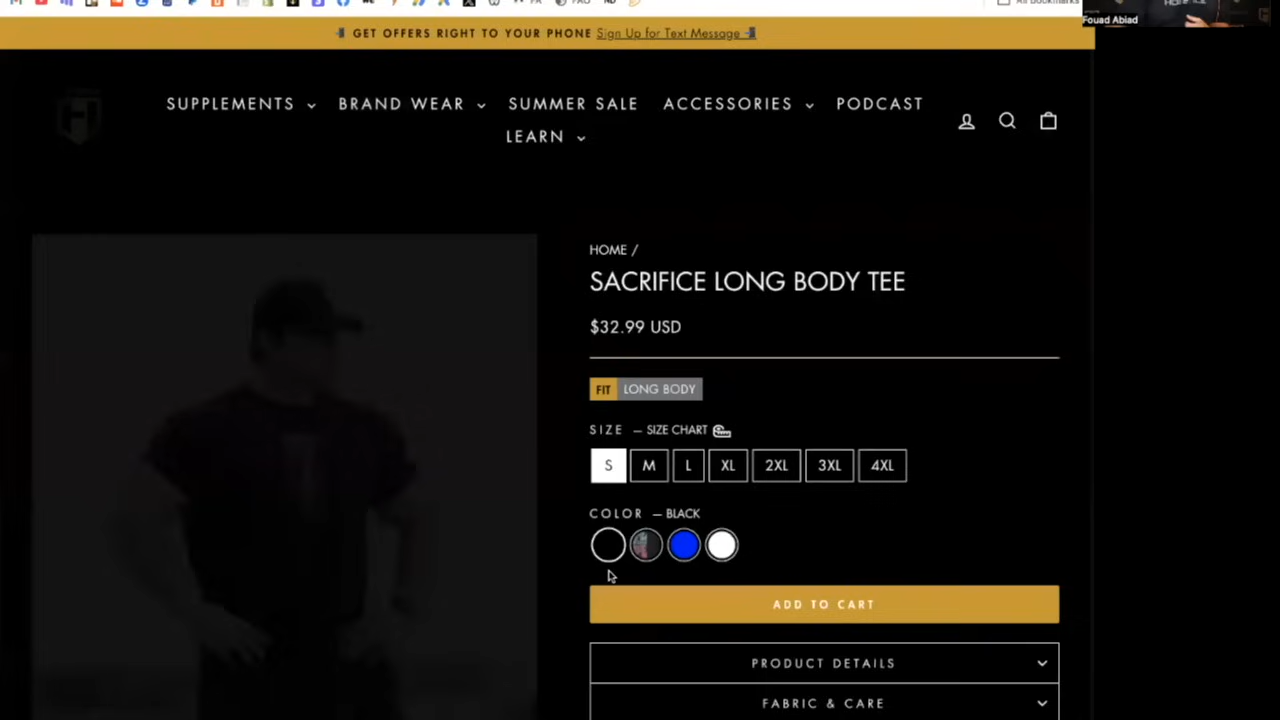 All Bookmarks
Fouad Abiad
GET OFFERS RIGHT TO YOUR PHONE Sign Up for Text Message
SUPPLEMENTS BRAND WEAR SUMMER SALE ACCESSORIES PODCAST
LEARN
HOME /
SACRIFICE LONG BODY TEE
$32.99 USD
FIT LONG BODY
SIZE — SIZE CHART
S M L XL 2XL 3XL 4XL
COLOR — BLACK
ADD TO CART
PRODUCT DETAILS
FABRIC & CARE